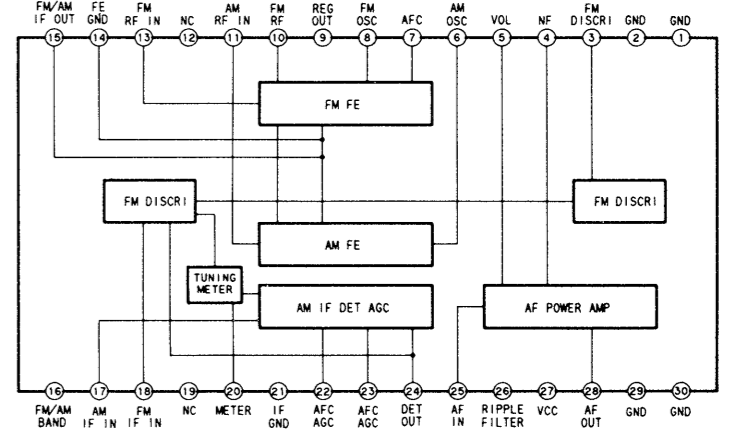 FM/AM
IF OUT
FE
GND
FM
RF IN
NC
AM
RF IN
FM
RF
REG
OUT
FM
OSC
AFC
AM
OSC
VOL
NF
FM
DISCRI
GND
GND
15
14
13
12
11
10
9
8
7
6
5
4
3
2
1
FM FE
FM DISCRI
FM DISCRI
AM FE
TUNING
METER
AM IF DET AGC
AF POWER AMP
16
17
18
19
20
21
22
23
24
25
26
27
28
29
30
FM/AM
BAND
AM
IF IN
FM
IF IN
NC
METER
IF
GND
AFC
AGC
AFC
AGC
DET
OUT
AF
IN
RIPPLE
FILTER
VCC
AF
OUT
GND
GND